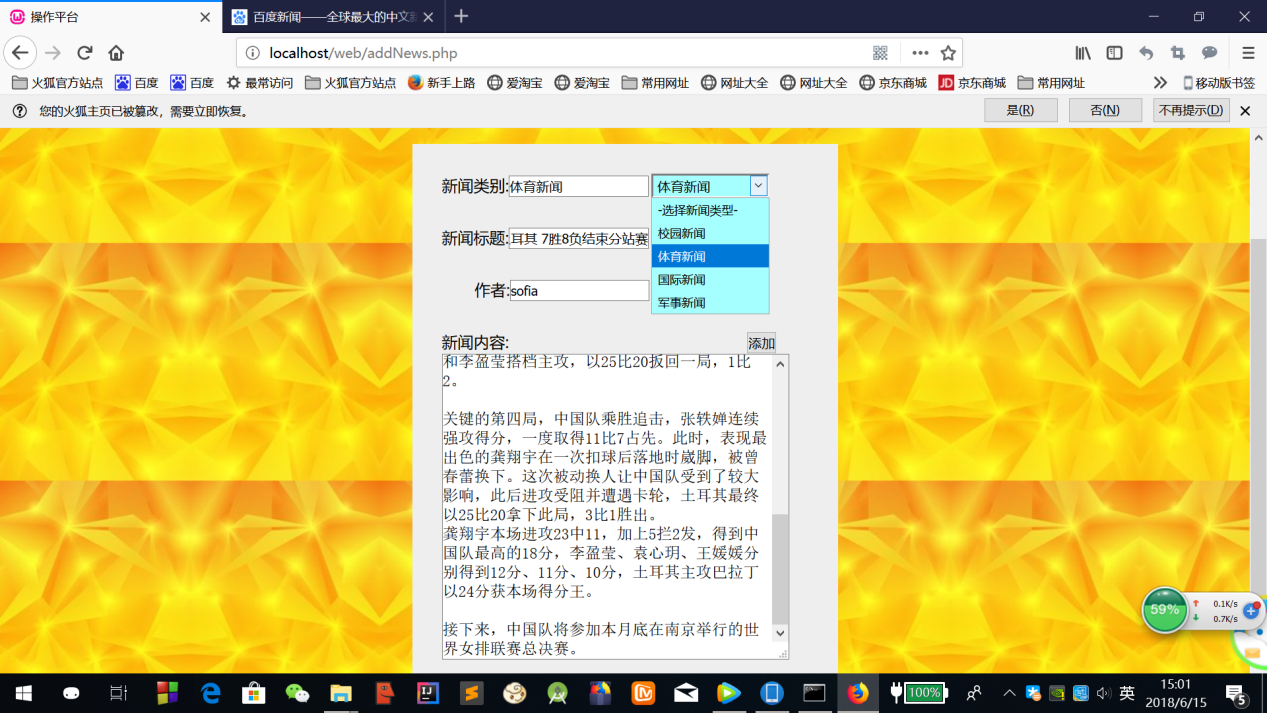 操作平台
百度新闻——全球最大的中文新
localhost/web/addNews.php
火狐官方站点 百度 百度 最常访问 火狐官方站点 新手上路 爱淘宝 爱淘宝 常用网址 网址大全 网址大全 京东商城 JD 京东商城 常用网址 移动版书签
您的火狐主页已被篡改，需要立即恢复。 是(R) 否(N) 不再提示(D)
新闻类别:体育新闻 体育新闻
-选择新闻类型-
校园新闻
新闻标题:耳其 7胜8负结束分站赛
体育新闻
国际新闻
作者:sofia
军事新闻
新闻内容: 添加
和李盈莹搭档主攻，以25比20扳回一局，1比
2。
关键的第四局，中国队乘胜追击，张轶婵连续
强攻得分，一度取得11比7占先。此时，表现最
出色的龚翔宇在一次扣球后落地时崴脚，被曾
春蕾换下。这次被动换人让中国队受到了较大
影响，此后进攻受阻并遭遇卡轮，土耳其最终
以25比20拿下此局，3比1胜出。
龚翔宇本场进攻23中11，加上5拦2发，得到中
国队最高的18分，李盈莹、袁心玥、王媛媛分
别得到12分、11分、10分，土耳其主攻巴拉丁
以24分获本场得分王。
接下来，中国队将参加本月底在南京举行的世
界女排联赛总决赛。
59%
0.1K/s
0.7K/s
100%
英
15:01
2018/6/15
5